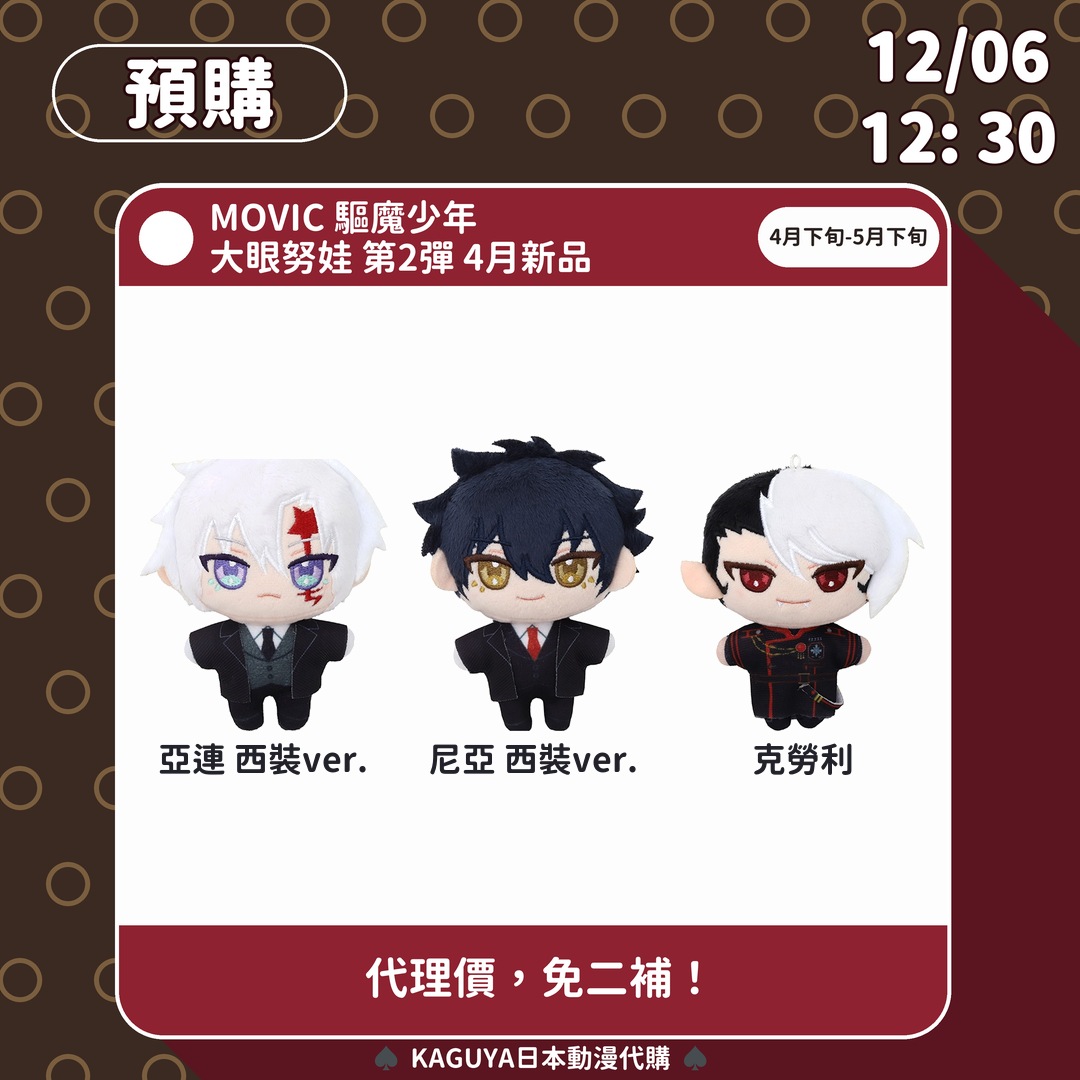 預購
12/06
12: 30
MOVIC 驅魔少年
大眼努娃 第2彈 4月新品
4月下旬-5月下旬
亞連 西裝ver.
尼亞 西裝ver.
克勞利
代理價，免二補！
KAGUYA日本動漫代購